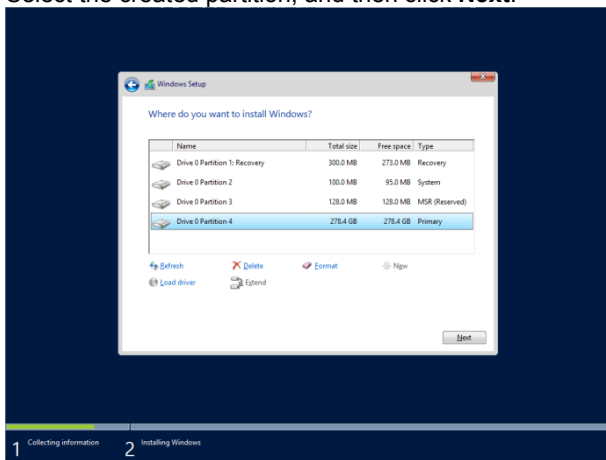 Select the created partition, and then click Next.
Windows Setup
Where do you want to install Windows?
Name Total size Free space Type
Drive 0 Partition 1: Recovery 300.0 MB 273.0 MB Recovery
Drive 0 Partition 2 100.0 MB 95.0 MB System
Drive 0 Partition 3 128.0 MB 128.0 MB MSR (Reserved)
Drive 0 Partition 4 278.4 GB 278.4 GB Primary
Refresh Delete Format New
Load driver Extend
Next
1 Collecting information 2 Installing Windows